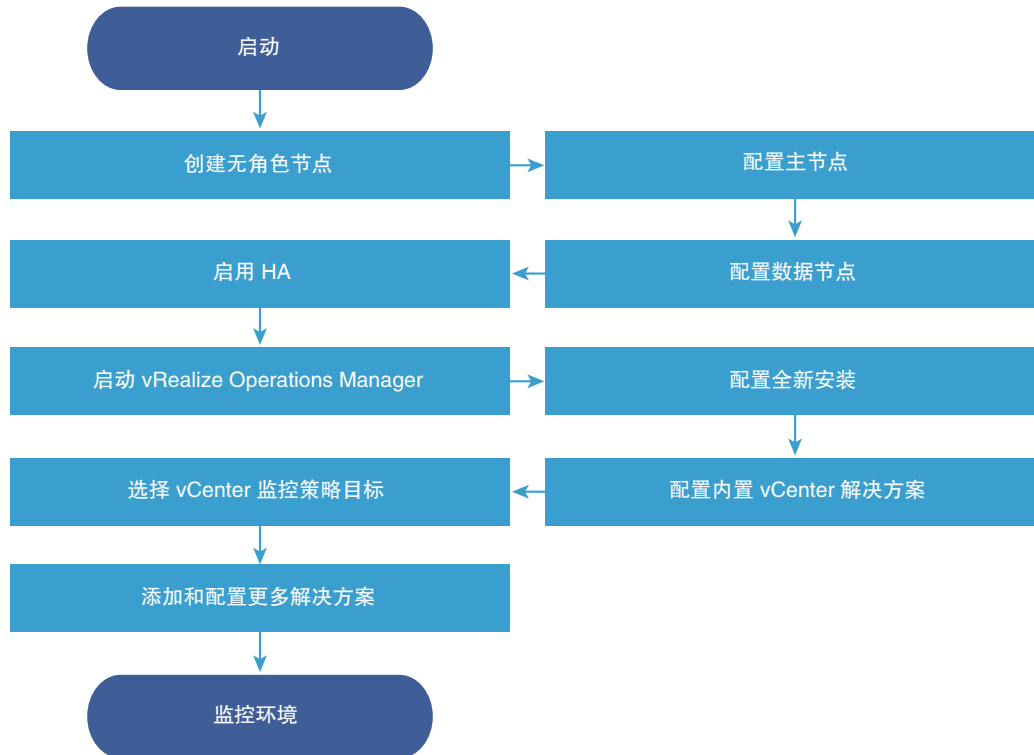 启动
创建无角色节点
配置主节点
配置数据节点
启用 HA
启动 vRealize Operations Manager
配置全新安装
配置内置 vCenter 解决方案
选择 vCenter 监控策略目标
添加和配置更多解决方案
监控环境